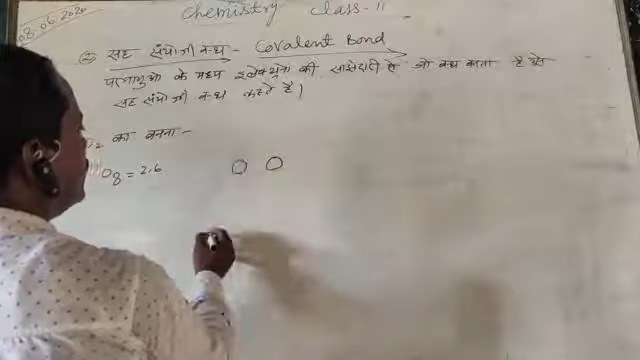 08.06.2020
Chemistry Class-11
② सह संयोजी बन्ध - Covalent Bond
परमाणुओ के मध्य इलेक्ट्रानो की साझेदारी से जो बन्ध बनता है उसे
सह संयोजी बन्ध कहते है।
का बनना -
O8 = 2,6 O O